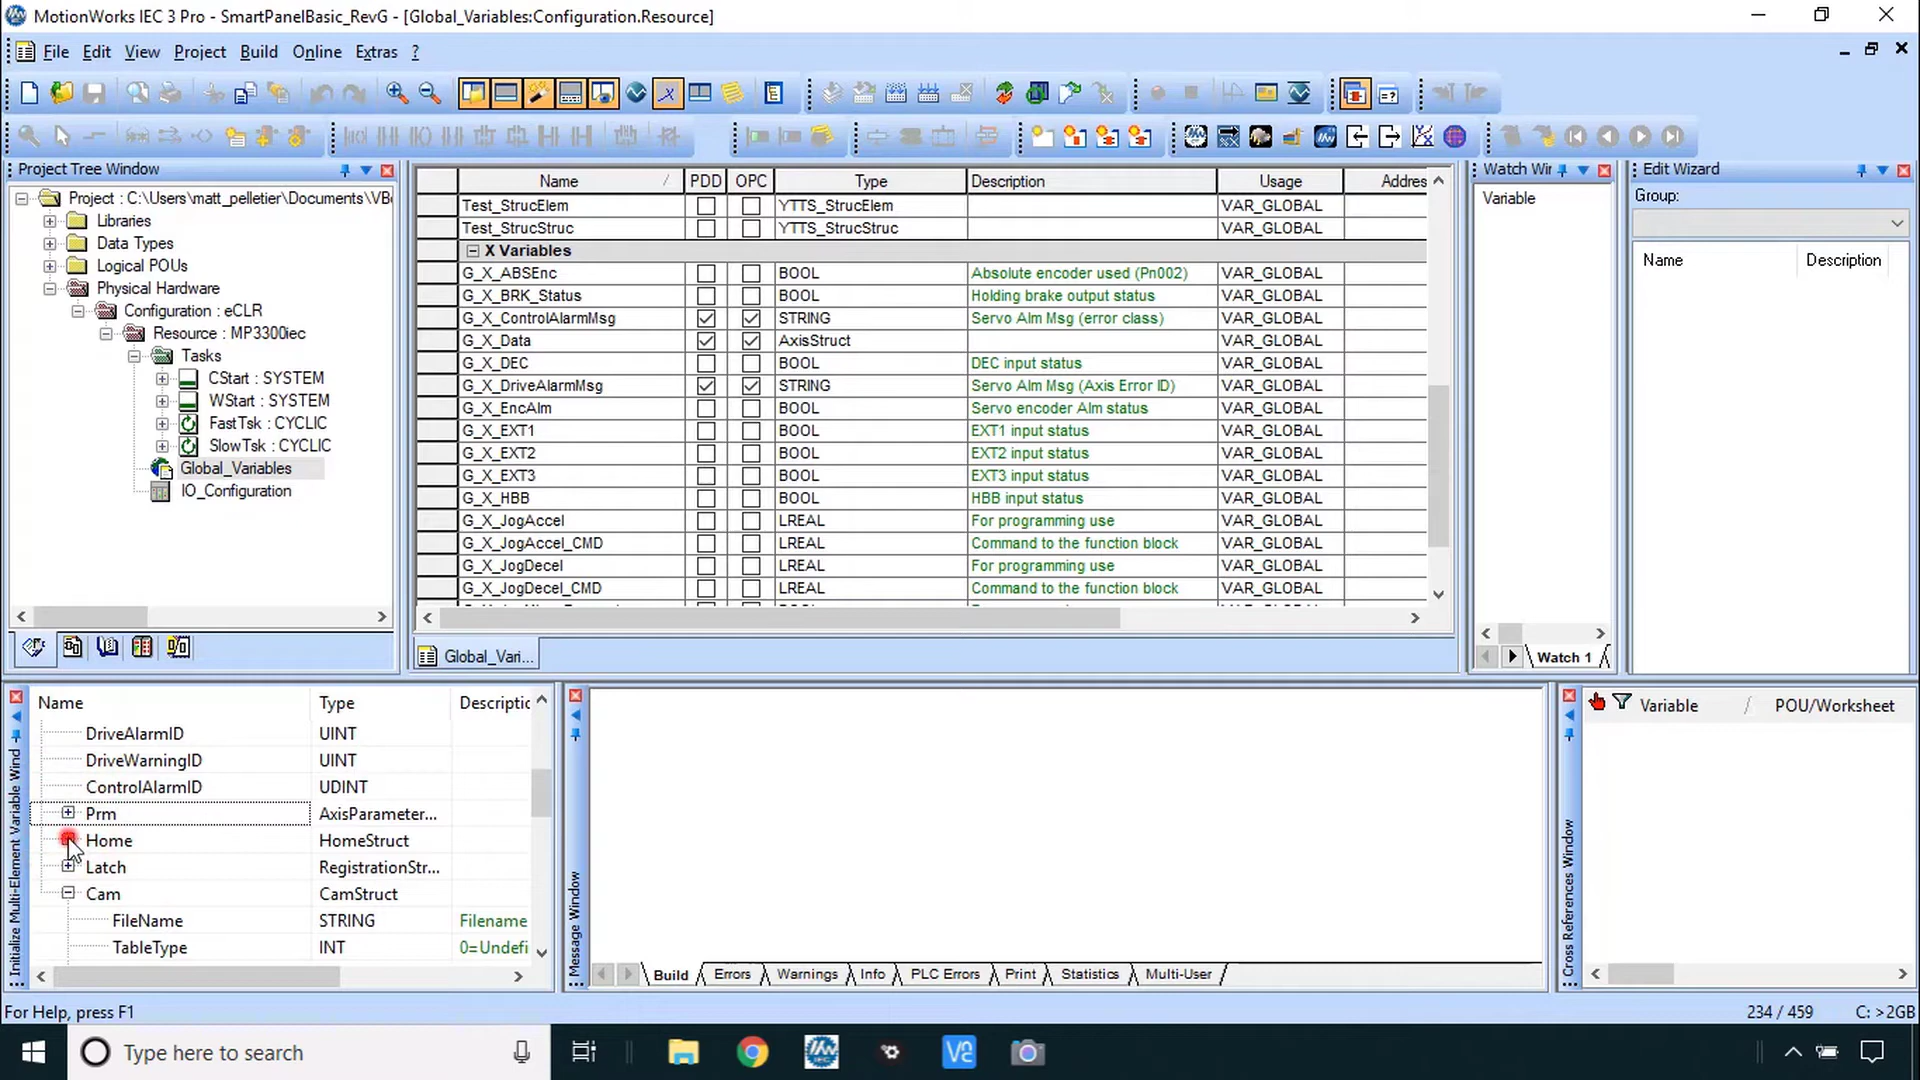 MotionWorks IEC 3 Pro - SmartPanelBasic_RevG - [Global_Variables:Configuration.Resource]
File Edit View Project Build Online Extras ?
Project Tree Window
Project : C:\Users\matt_pelletier\Documents\VB
Libraries
Data Types
Logical POUs
Physical Hardware
Configuration : eCLR
Resource : MP3300iec
Tasks
CStart : SYSTEM
WStart : SYSTEM
FastTsk : CYCLIC
SlowTsk : CYCLIC
Global_Variables
IO_Configuration
Name / PDD OPC Type Description Usage Addres
Test_StrucElem YTTS_StrucElem VAR_GLOBAL
Test_StrucStruc YTTS_StrucStruc VAR_GLOBAL
X Variables
G_X_ABSEnc BOOL Absolute encoder used (Pn002) VAR_GLOBAL
G_X_BRK_Status BOOL Holding brake output status VAR_GLOBAL
G_X_ControlAlarmMsg STRING Servo Alm Msg (error class) VAR_GLOBAL
G_X_Data AxisStruct VAR_GLOBAL
G_X_DEC BOOL DEC input status VAR_GLOBAL
G_X_DriveAlarmMsg STRING Servo Alm Msg (Axis Error ID) VAR_GLOBAL
G_X_EncAlm BOOL Servo encoder Alm status VAR_GLOBAL
G_X_EXT1 BOOL EXT1 input status VAR_GLOBAL
G_X_EXT2 BOOL EXT2 input status VAR_GLOBAL
G_X_EXT3 BOOL EXT3 input status VAR_GLOBAL
G_X_HBB BOOL HBB input status VAR_GLOBAL
G_X_JogAccel LREAL For programming use VAR_GLOBAL
G_X_JogAccel_CMD LREAL Command to the function block VAR_GLOBAL
G_X_JogDecel LREAL For programming use VAR_GLOBAL
G_X_JogDecel_CMD LREAL Command to the function block VAR_GLOBAL
Global_Vari...
Watch Wir
Variable
Watch 1
Edit Wizard
Group:
Name Description
Initialize Multi-Element Variable Wind
Name Type Descriptic
DriveAlarmID UINT
DriveWarningID UINT
ControlAlarmID UDINT
Prm AxisParameter...
Home HomeStruct
Latch RegistrationStr...
Cam CamStruct
FileName STRING Filename
TableType INT 0=Undefi
Message Window
Build Errors Warnings Info PLC Errors Print Statistics Multi-User
Cross References Window
Variable / POU/Worksheet
For Help, press F1
234 / 459 C: >2GB
Type here to search